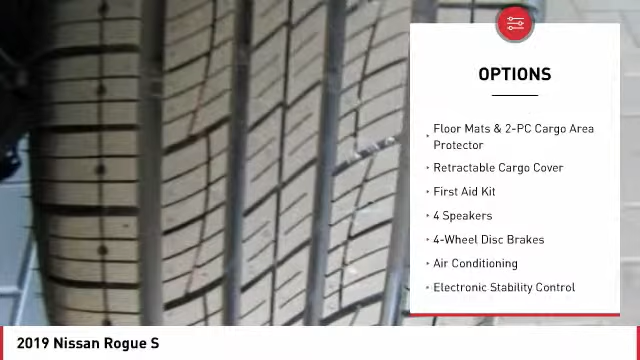 OPTIONS
Floor Mats & 2-PC Cargo Area
Protector
Retractable Cargo Cover
First Aid Kit
4 Speakers
4-Wheel Disc Brakes
Air Conditioning
Electronic Stability Control
2019 Nissan Rogue S